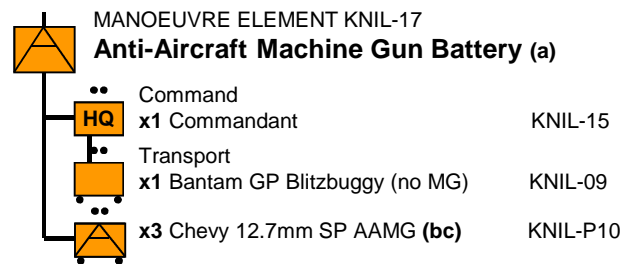 MANOEUVRE ELEMENT KNIL-17
Anti-Aircraft Machine Gun Battery (a)
Command
HQ x1 Commandant KNIL-15
Transport
x1 Bantam GP Blitzbuggy (no MG) KNIL-09
x3 Chevy 12.7mm SP AAMG (bc) KNIL-P10